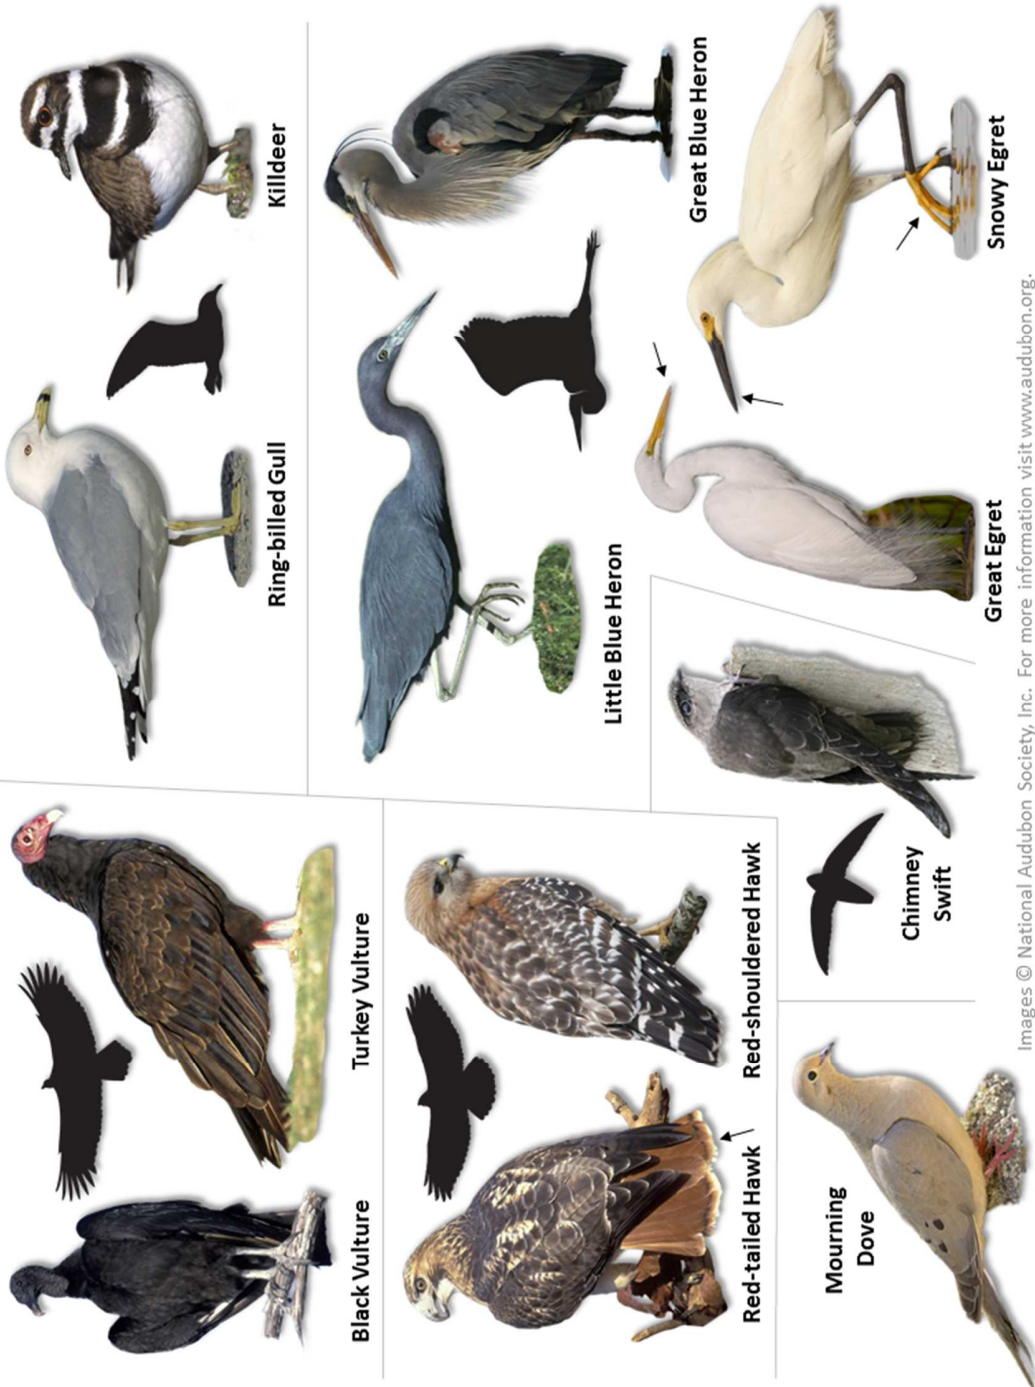 Black Vulture
Turkey Vulture
Ring-billed Gull
Killdeer
Red-tailed Hawk
Red-shouldered Hawk
Little Blue Heron
Great Blue Heron
Mourning
Dove
Chimney
Swift
Great Egret
Snowy Egret
Images © National Audubon Society, Inc. For more information visit www.audubon.org.